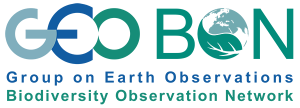 GEO BON
Group on Earth Observations
Biodiversity Observation Network